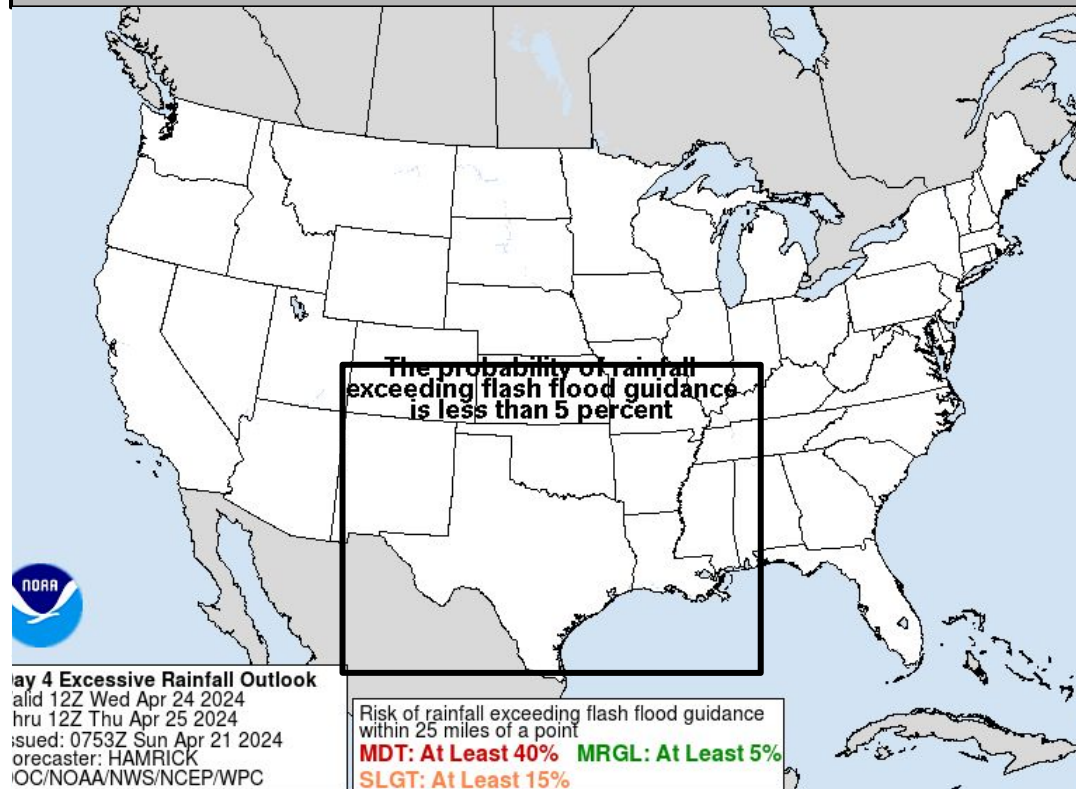 The probability of rainfall
exceeding flash flood guidance
is less than 5 percent
NOAA
ay 4 Excessive Rainfall Outlook
alid 12Z Wed Apr 24 2024
hru 12Z Thu Apr 25 2024
ssued: 0753Z Sun Apr 21 2024
orecaster: HAMRICK
OC/NOAA/NWS/NCEP/WPC
Risk of rainfall exceeding flash flood guidance
within 25 miles of a point
MDT: At Least 40% MRGL: At Least 5%
SLGT: At Least 15%